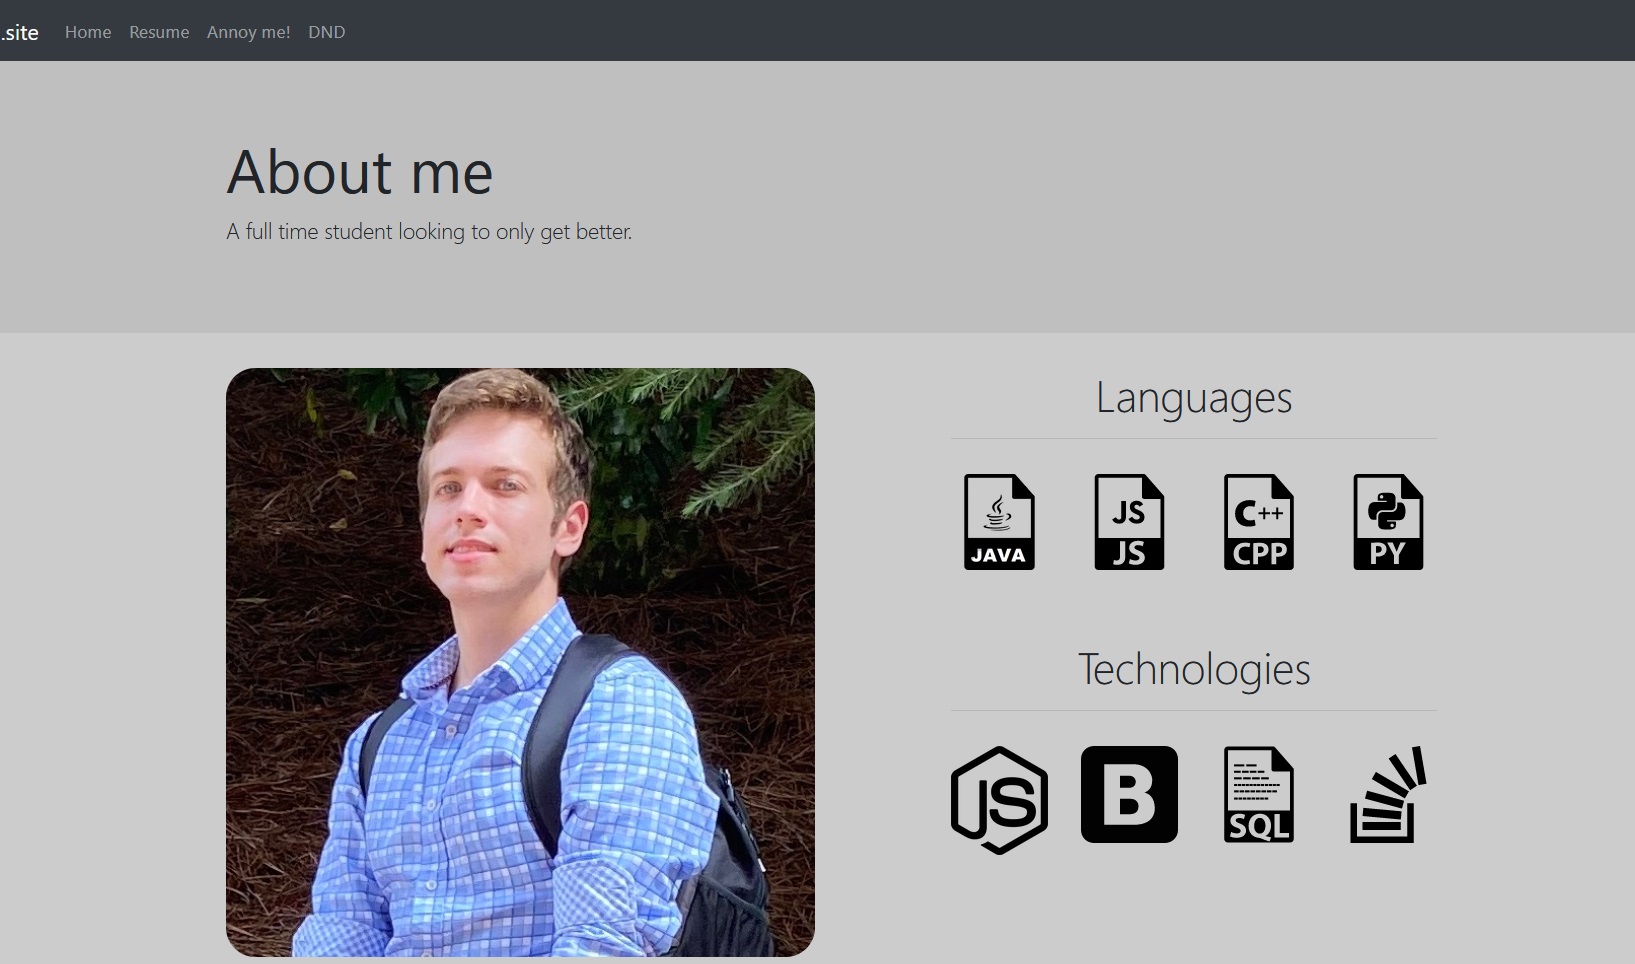 .site Home Resume Annoy me! DND
About me
A full time student looking to only get better.
Languages
JAVA
JS
JS
C++
CPP
PY
Technologies
JS
B
SQL